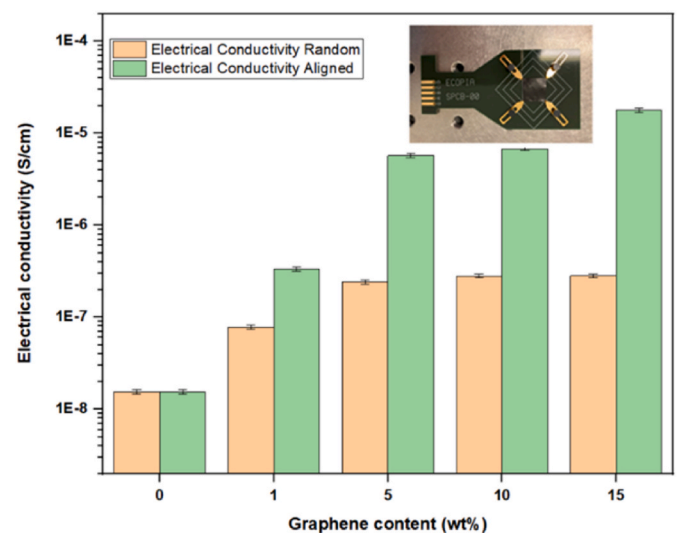 Electrical Conductivity Random
Electrical Conductivity Aligned
ECOPIA
SPCB-00
1E-4
1E-5
1E-6
1E-7
1E-8
Electrical conductivity (S/cm)
0 1 5 10 15
Graphene content (wt%)